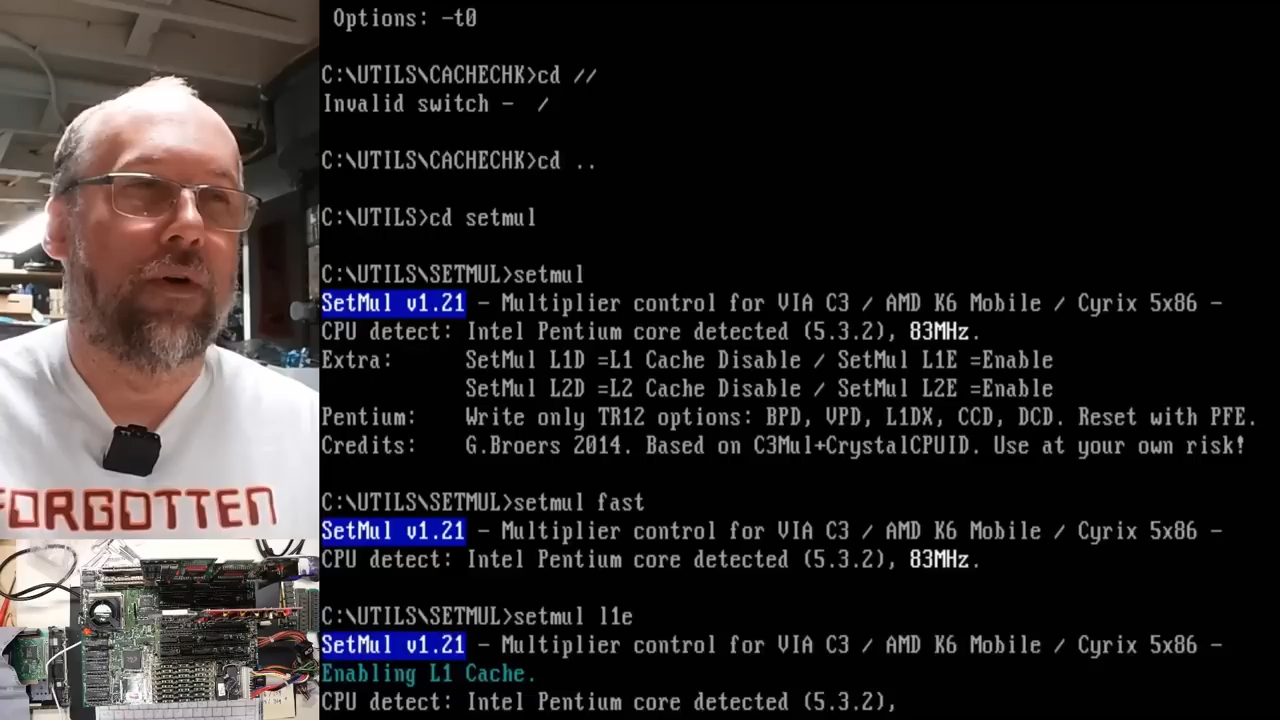 Options: -t0
C:\UTILS\CACHECHK>cd //
Invalid switch - /
C:\UTILS\CACHECHK>cd ..
C:\UTILS>cd setmul
C:\UTILS\SETMUL>setmul
SetMul v1.21 - Multiplier control for VIA C3 / AMD K6 Mobile / Cyrix 5x86 -
CPU detect: Intel Pentium core detected (5.3.2), 83MHz.
Extra: SetMul L1D =L1 Cache Disable / SetMul L1E =Enable
SetMul L2D =L2 Cache Disable / SetMul L2E =Enable
Pentium: Write only TR12 options: BPD, VPD, L1DX, CCD, DCD. Reset with PFE.
Credits: G.Broers 2014. Based on C3Mul+CrystalCPUID. Use at your own risk!
C:\UTILS\SETMUL>setmul fast
SetMul v1.21 - Multiplier control for VIA C3 / AMD K6 Mobile / Cyrix 5x86 -
CPU detect: Intel Pentium core detected (5.3.2), 83MHz.
C:\UTILS\SETMUL>setmul l1e
SetMul v1.21 - Multiplier control for VIA C3 / AMD K6 Mobile / Cyrix 5x86 -
Enabling L1 Cache.
CPU detect: Intel Pentium core detected (5.3.2),
FORGOTTEN